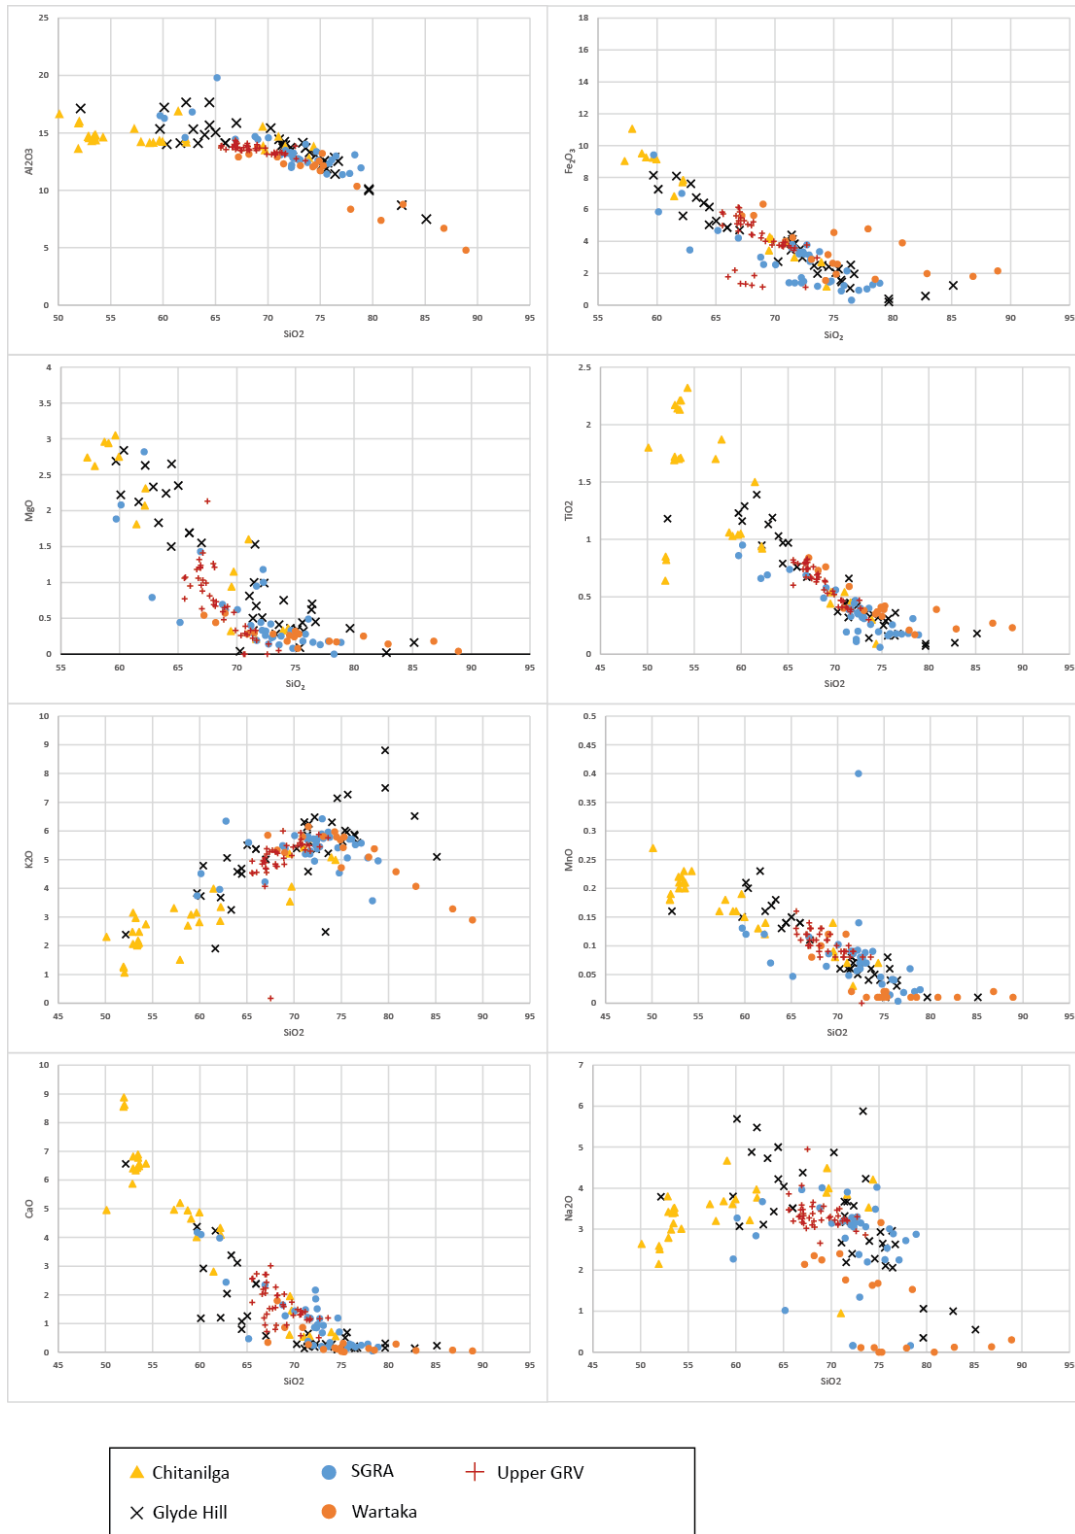 25
20
15
10
5
0
Al2O3
50 55 60 65 70 75 80 85 90 95
SiO2
18
16
14
12
10
8
6
4
2
0
Fe₂O₃
55 60 65 70 75 80 85 90 95
SiO₂
4
3.5
3
2.5
2
1.5
1
0.5
0
MgO
55 60 65 70 75 80 85 90 95
SiO₂
2.5
2
1.5
1
0.5
0
TiO2
45 50 55 60 65 70 75 80 85 90 95
SiO2
10
9
8
7
6
5
4
3
2
1
0
K2O
45 50 55 60 65 70 75 80 85 90 95
SiO2
0.5
0.45
0.4
0.35
0.3
0.25
0.2
0.15
0.1
0.05
0
MnO
45 50 55 60 65 70 75 80 85 90 95
SiO2
10
9
8
7
6
5
4
3
2
1
0
CaO
45 50 55 60 65 70 75 80 85 90 95
SiO2
7
6
5
4
3
2
1
0
Na2O
45 50 55 60 65 70 75 80 85 90 95
SiO2
Chitanilga SGRA Upper GRV
Glyde Hill Wartaka